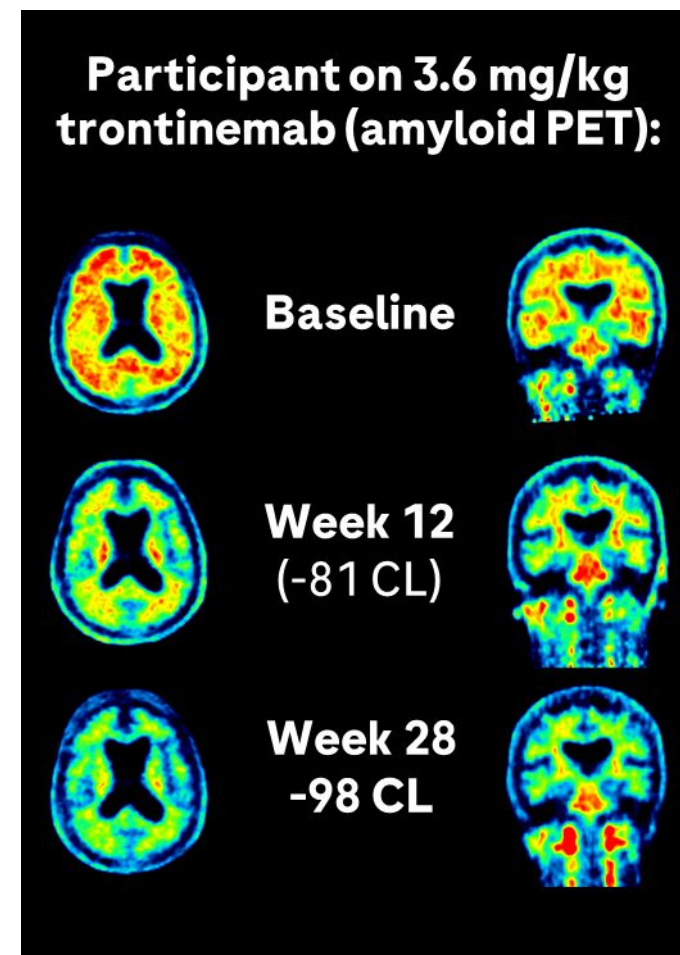 Participant on 3.6 mg/kg
trontinemab (amyloid PET):
Baseline
Week 12
(-81 CL)
Week 28
-98 CL